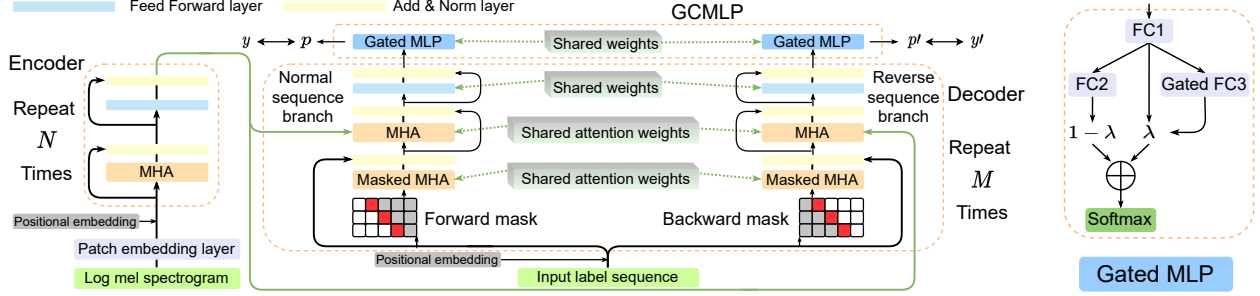 Feed Forward layer
Add & Norm layer
GCMLP
y p Gated MLP Shared weights Gated MLP p′ y′
Encoder
Repeat
N
Times
MHA
Positional embedding
Patch embedding layer
Log mel spectrogram
Normal
sequence
branch
Shared weights
Reverse
sequence
branch
MHA Shared attention weights MHA
Masked MHA Shared attention weights Masked MHA
Forward mask Backward mask
Positional embedding
Input label sequence
Decoder
Repeat
M
Times
FC1
FC2 Gated FC3
1 − λ λ
Softmax
Gated MLP